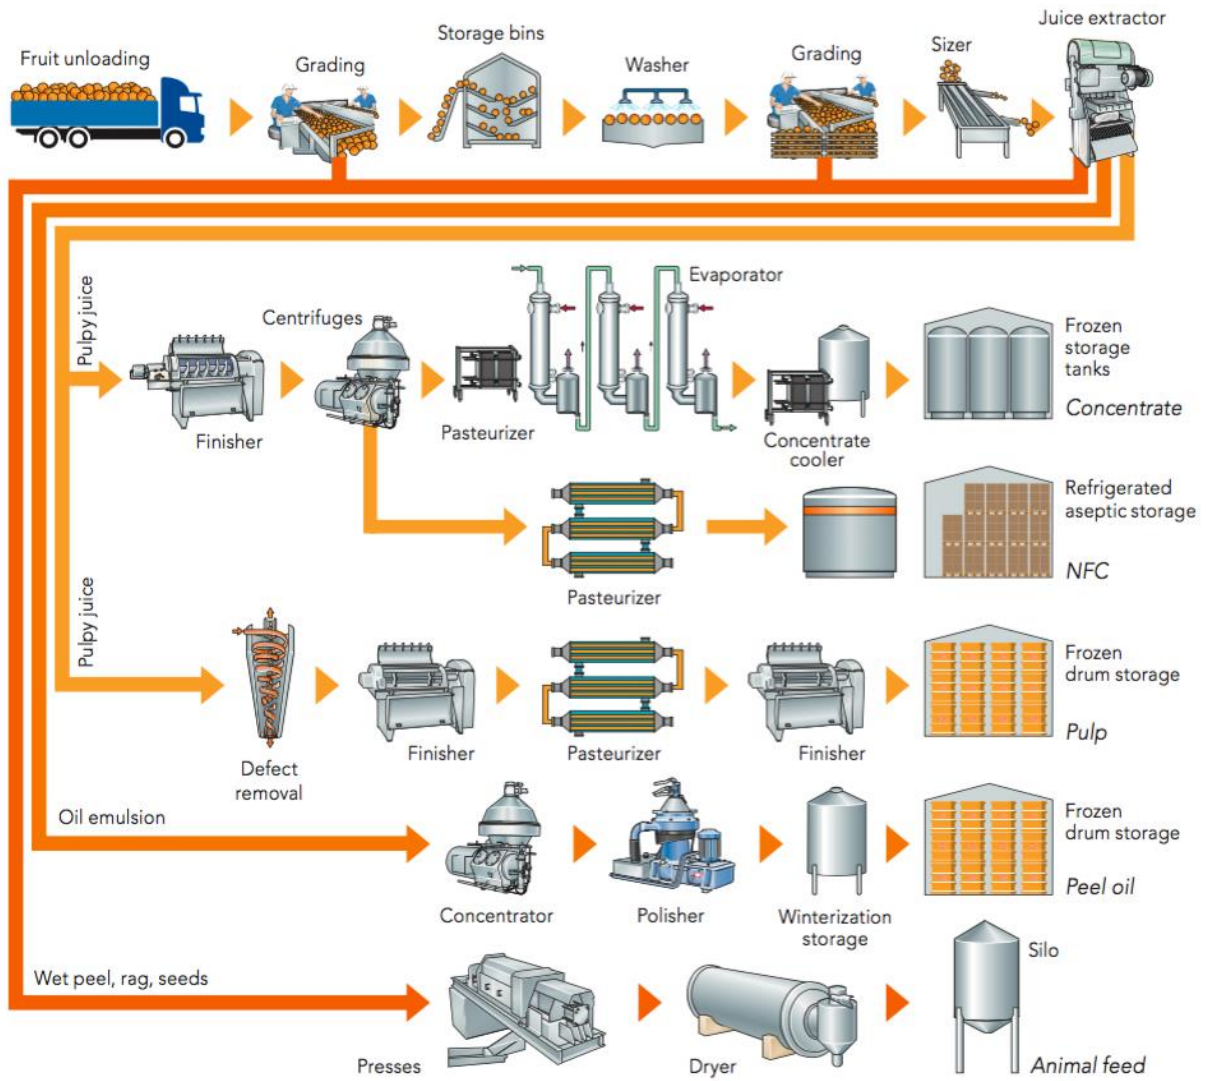 Fruit unloading
Grading
Storage bins
Washer
Grading
Sizer
Juice extractor
Pulpy juice
Finisher
Centrifuges
Pasteurizer
Evaporator
Concentrate
cooler
Frozen
storage
tanks
Concentrate
Pasteurizer
Refrigerated
aseptic storage
NFC
Pulpy juice
Defect
removal
Finisher
Pasteurizer
Finisher
Frozen
drum storage
Pulp
Oil emulsion
Concentrator
Polisher
Winterization
storage
Frozen
drum storage
Peel oil
Wet peel, rag, seeds
Presses
Dryer
Silo
Animal feed